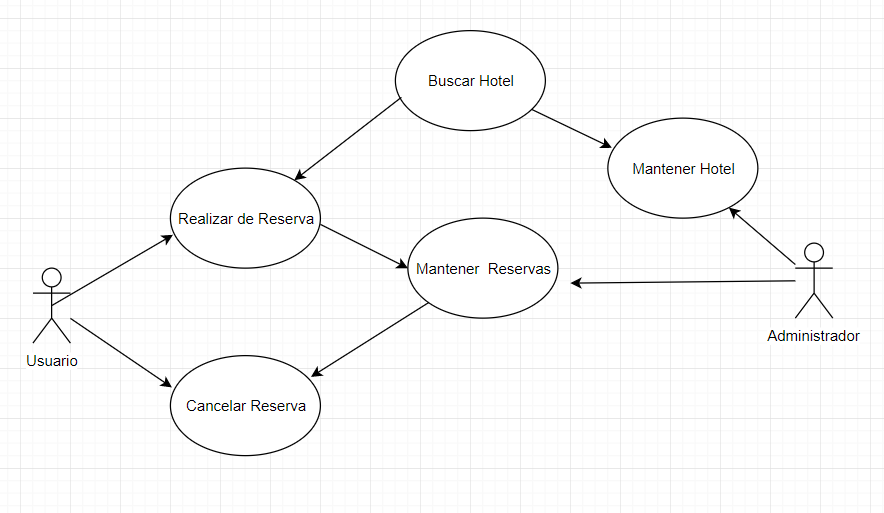 Buscar Hotel
Mantener Hotel
Realizar de Reserva
Mantener  Reservas
Usuario
Administrador
Cancelar Reserva